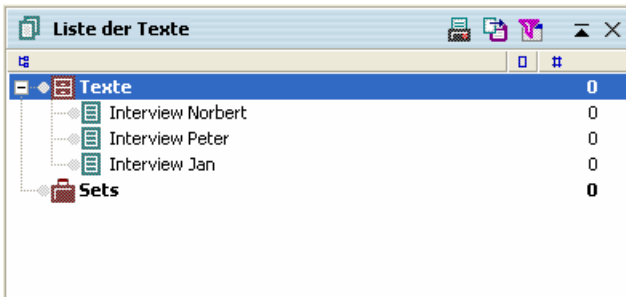 Liste der Texte
#
Texte 0
Interview Norbert 0
Interview Peter 0
Interview Jan 0
Sets 0